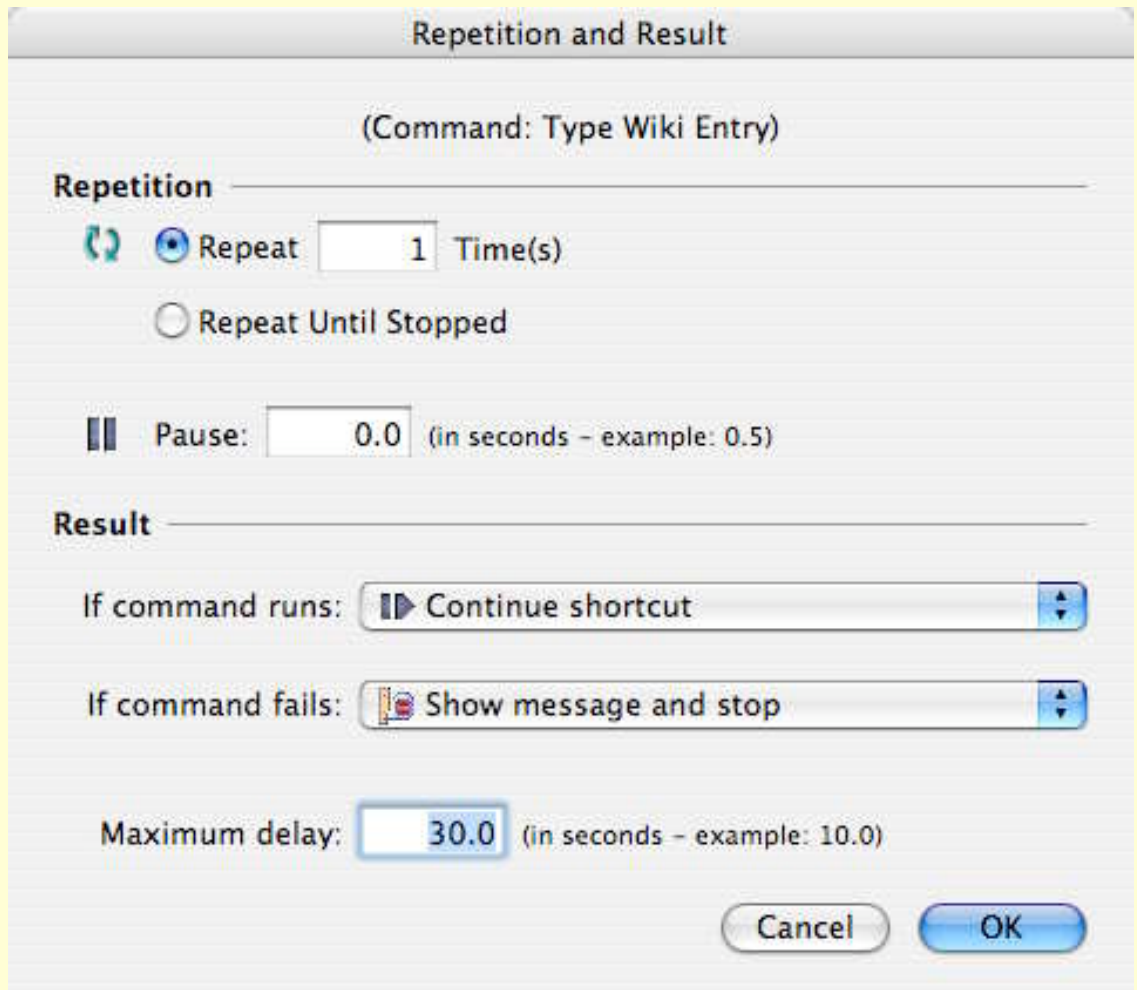 Repetition and Result
(Command: Type Wiki Entry)
Repetition
Repeat 1 Time(s)
Repeat Until Stopped
Pause: 0.0 (in seconds – example: 0.5)
Result
If command runs: Continue shortcut
If command fails: Show message and stop
Maximum delay: 30.0 (in seconds – example: 10.0)
Cancel OK